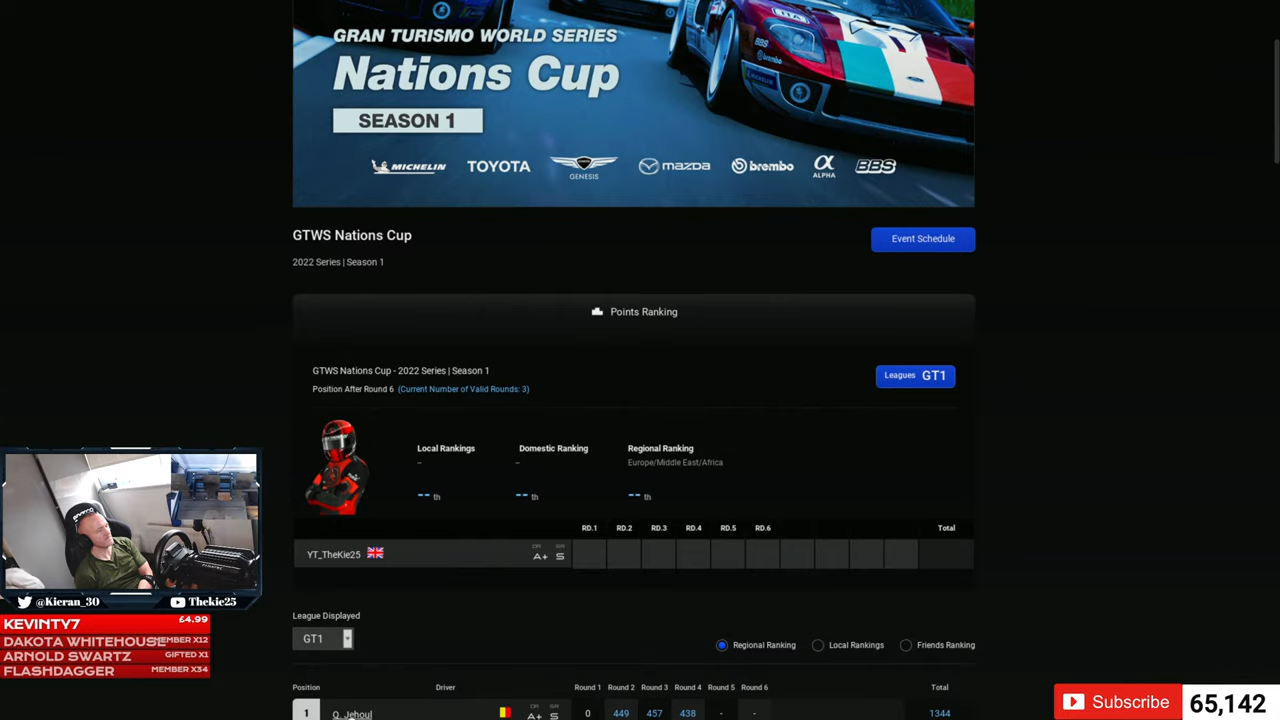 GRAN TURISMO WORLD SERIES
Nations Cup
SEASON 1
MICHELIN TOYOTA GENESIS mazda brembo ALPHA BBS
GTWS Nations Cup
Event Schedule
2022 Series | Season 1
Points Ranking
GTWS Nations Cup - 2022 Series | Season 1
Leagues GT1
Position After Round 6 (Current Number of Valid Rounds: 3)
Local Rankings Domestic Ranking Regional Ranking
– – Europe/Middle East/Africa
-- th -- th -- th
RD.1 RD.2 RD.3 RD.4 RD.5 RD.6 Total
YT_TheKie25 DR A+ SR S
League Displayed
GT1
Regional Ranking Local Rankings Friends Ranking
Position Driver Round 1 Round 2 Round 3 Round 4 Round 5 Round 6 Total
1 Q. Jehoul DR A+ SR S 0 449 457 438 - - 1344
@Kieran_30 Thekie25
KEVINTY7 £4.99
DAKOTA WHITEHOUSE MEMBER X12
ARNOLD SWARTZ GIFTED X1
FLASHDAGGER MEMBER X34
Subscribe 65,142